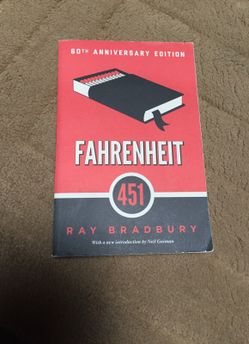 60TH ANNIVERSARY EDITION
FAHRENHEIT
451
RAY BRADBURY
With a new introduction by Neil Gaiman